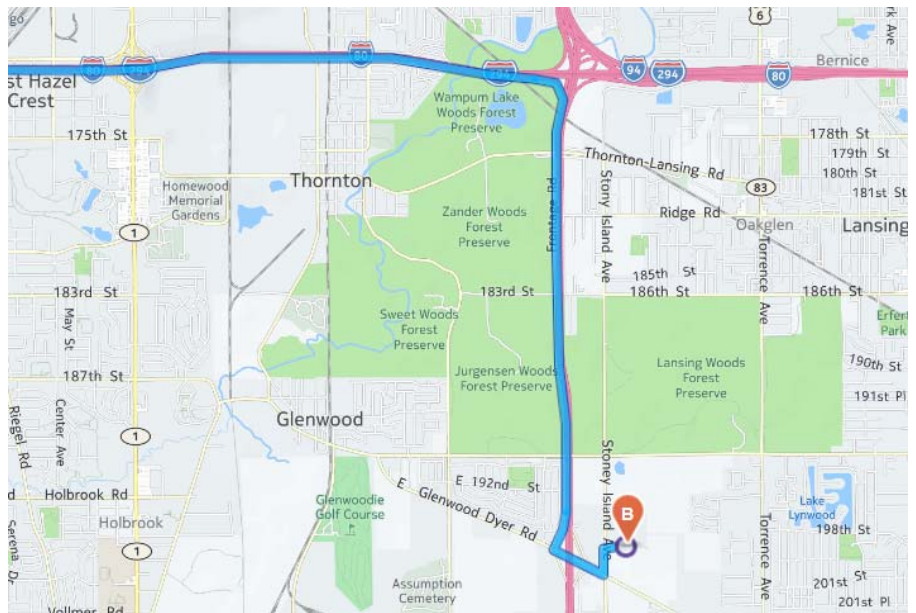 go
6
rk Ave
80
294
80
294
94
294
80
Bernice
st Hazel
Crest
Wampum Lake
Woods Forest
Preserve
175th St
178th St
179th St
180th St
181st St
Thornton-Lansing Rd
83
Thornton
Homewood
Memorial
Gardens
Frontage Rd
Stony Island Ave
Ridge Rd
Oakglen
Lansing
Zander Woods
Forest
Preserve
1
Torrence Ave
185th St
183rd St
183rd St
186th St
186th St
May St
Sweet Woods
Forest
Preserve
Erfert
Park
187th St
Jurgensen Woods
Forest Preserve
Lansing Woods
Forest
Preserve
190th St
191st Pl
Riegel Rd
Center Ave
Glenwood
1
Stoney Island Ave
E 192nd St
Holbrook Rd
E Glenwood Dyer Rd
Glenwoodie
Golf Course
B
Lake
Lynwood
198th St
Holbrook
Serena Dr
1
Torrence Ave
Assumption
Cemetery
201st St
201st Pl
Vollmer Rd